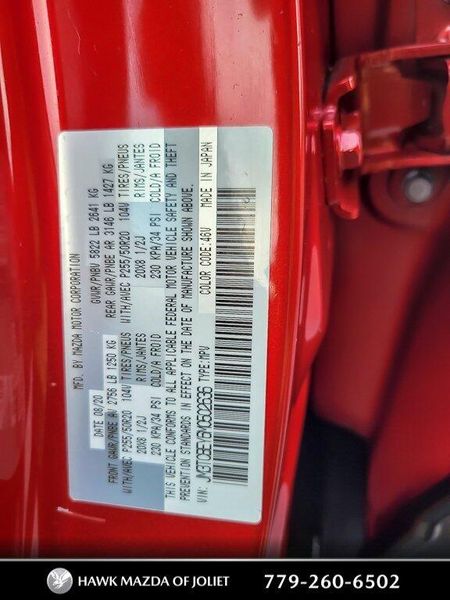 MFD. BY MAZDA MOTOR CORPORATION
DATE 08/20 GVWR/PNBV 5822 LB 2641 KG
FRONT GAWR/PNBE AV 2756 LB 1250 KG REAR GAWR/PNBE AR 3146 LB 1427 KG
WITH/AVEC P255/50R20 104V TIRES/PNEUS WITH/AVEC P255/50R20 104V TIRES/PNEUS
20X8 1/2J RIMS/JANTES 20X8 1/2J RIMS/JANTES
230 KPA/34 PSI COLD/A FROID 230 KPA/34 PSI COLD/A FROID
THIS VEHICLE CONFORMS TO ALL APPLICABLE FEDERAL MOTOR VEHICLE SAFETY AND THEFT
PREVENTION STANDARDS IN EFFECT ON THE DATE OF MANUFACTURE SHOWN ABOVE.
VIN: TYPE:MPV COLOR CODE:46V MADE IN JAPAN
HAWK MAZDA OF JOLIET 779-260-6502